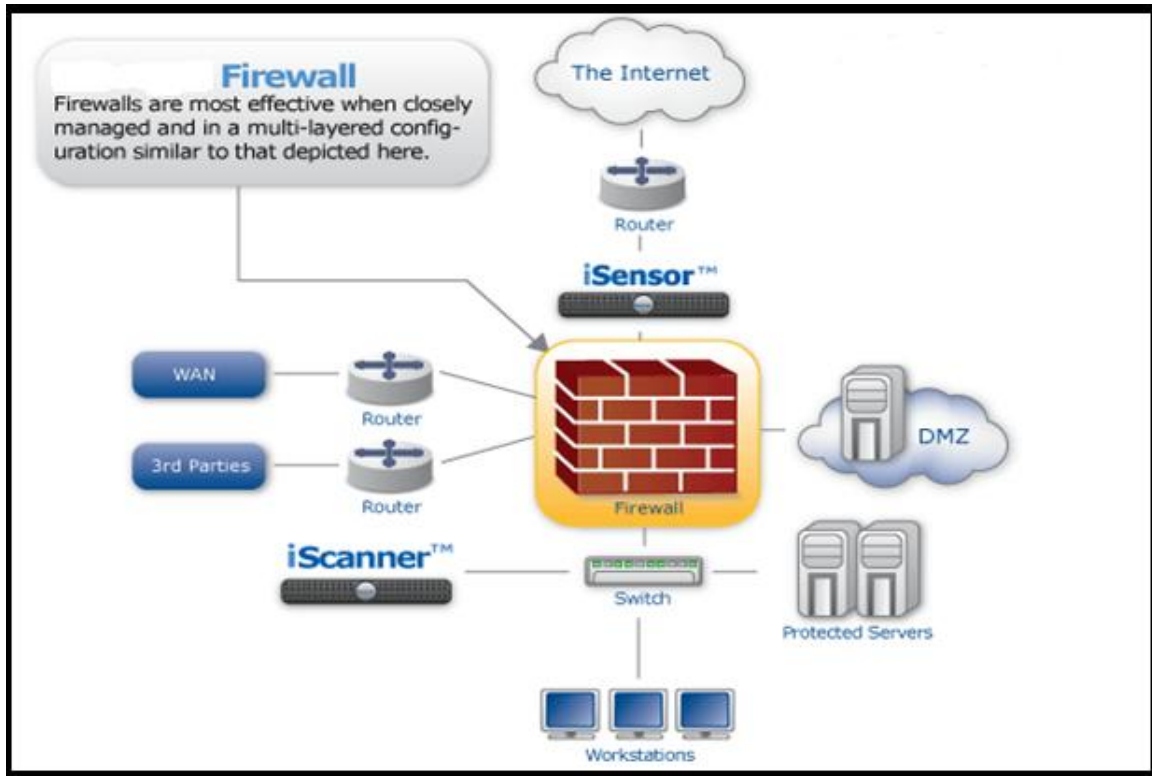 Firewall
Firewalls are most effective when closely
managed and in a multi-layered config-
uration similar to that depicted here.
The Internet
Router
iSensor™
WAN
Router
3rd Parties
Router
Firewall
DMZ
iScanner™
Switch
Protected Servers
Workstations